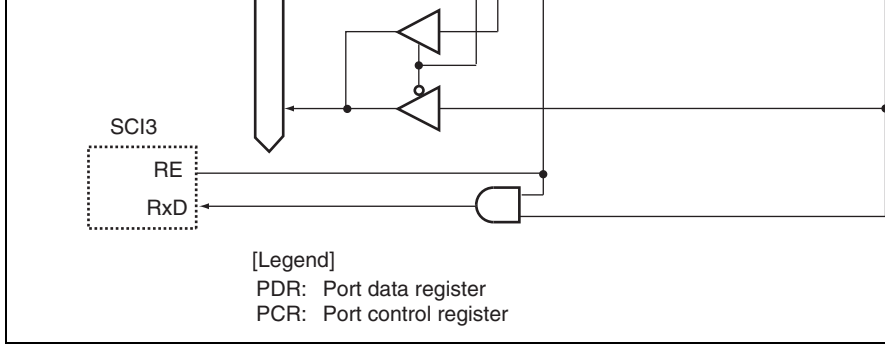 SCI3
RE
RxD
[Legend]
PDR: Port data register
PCR: Port control register